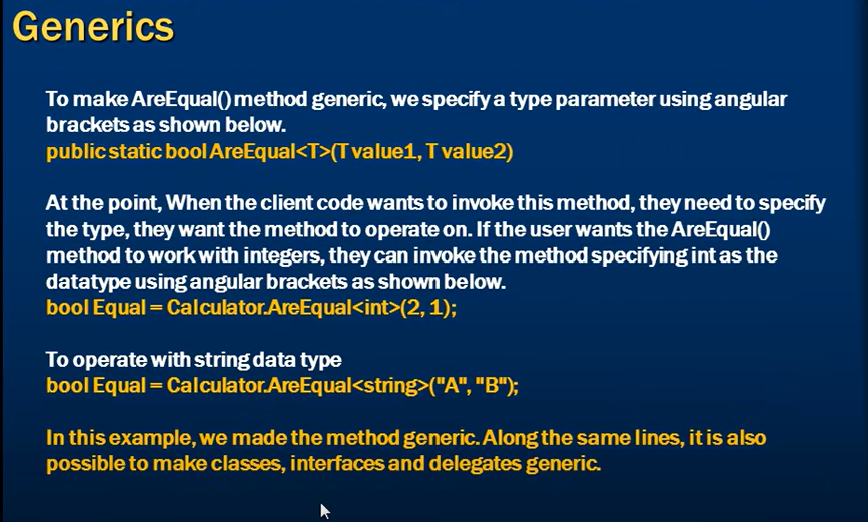 Generics
To make AreEqual() method generic, we specify a type parameter using angular
brackets as shown below.
public static bool AreEqual<T>(T value1, T value2)
At the point, When the client code wants to invoke this method, they need to specify
the type, they want the method to operate on. If the user wants the AreEqual()
method to work with integers, they can invoke the method specifying int as the
datatype using angular brackets as shown below.
bool Equal = Calculator.AreEqual<int>(2, 1);
To operate with string data type
bool Equal = Calculator.AreEqual<string>("A", "B");
In this example, we made the method generic. Along the same lines, it is also
possible to make classes, interfaces and delegates generic.